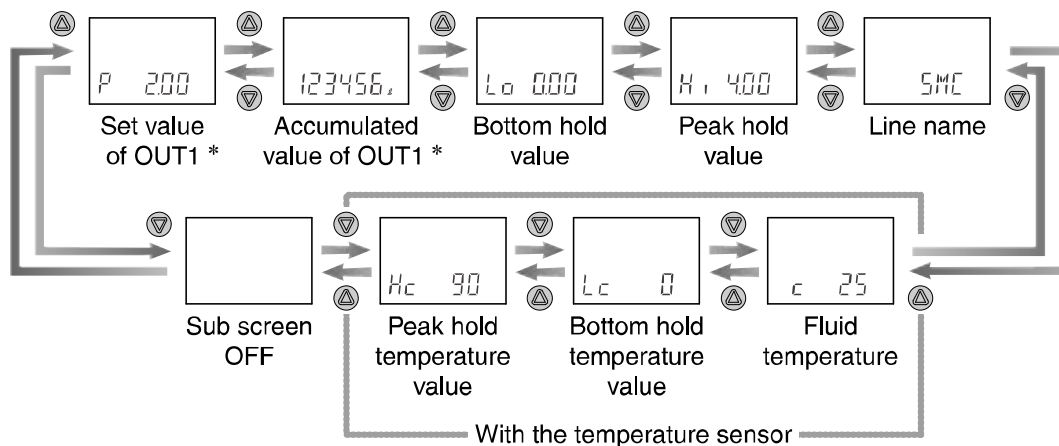 P 2.00
Set value
of OUT1 *
123456ℓ
Accumulated
value of OUT1 *
Lo 0.00
Bottom hold
value
Hi 4.00
Peak hold
value
SMC
Line name
Sub screen
OFF
Hc 90
Peak hold
temperature
value
Lc 0
Bottom hold
temperature
value
c 25
Fluid
temperature
With the temperature sensor